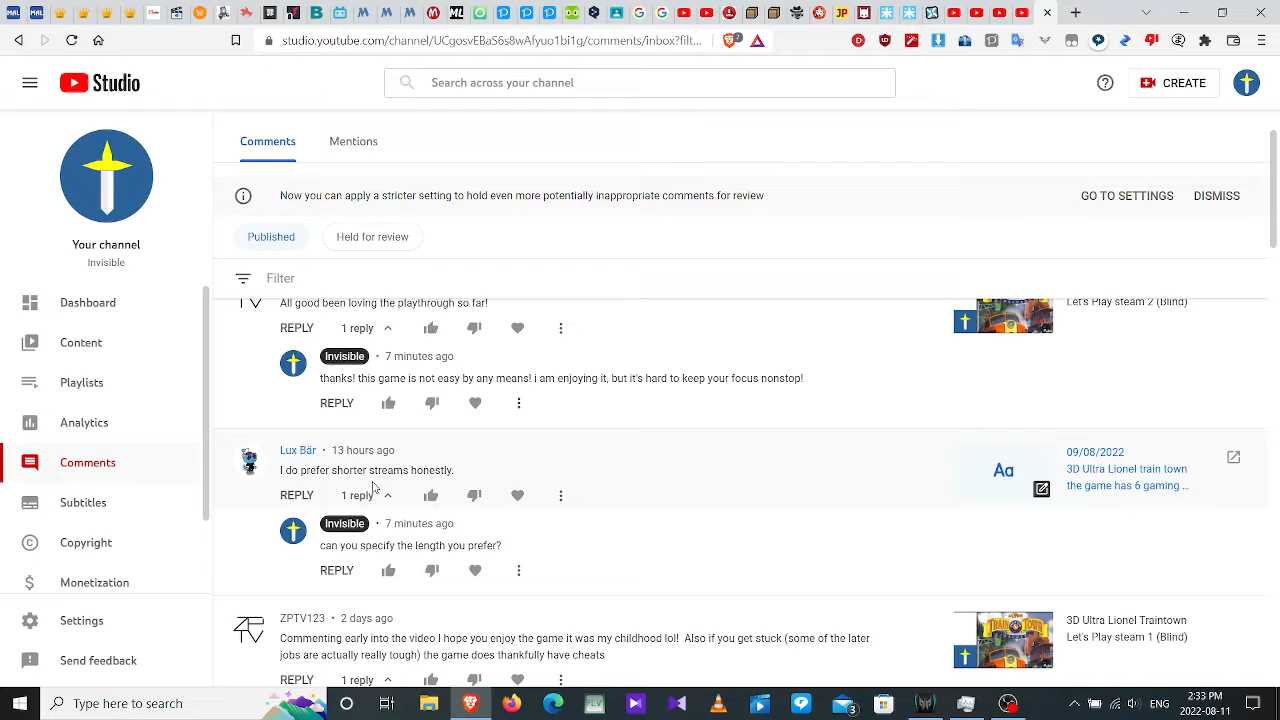 studio.youtube.com/channel/UCgosvEBaS6s8wAfyuo1bi1g/comments/inbox?filt...
Studio
Search across your channel
CREATE
Your channel
Invisible
Dashboard
Content
Playlists
Analytics
Comments
Subtitles
Copyright
Monetization
Settings
Send feedback
Comments
Mentions
Now you can apply a stricter setting to hold even more potentially inappropriate comments for review
GO TO SETTINGS
DISMISS
Published
Held for review
Filter
All good been loving the playthrough so far!
Let's Play steam 2 (Blind)
REPLY
1 reply
Invisible • 7 minutes ago
thanks! this game is not easy by any means! i am enjoying it, but it's hard to keep your focus nonstop!
REPLY
Lux Bär • 13 hours ago
I do prefer shorter streams honestly.
REPLY
1 reply
Aa
09/08/2022
3D Ultra Lionel train town
the game has 6 gaming ...
Invisible • 7 minutes ago
can you specify the length you prefer?
REPLY
ZPTV123 • 2 days ago
Commenting early into the video I hope you enjoy the game it was my childhood lol! Also if you get stuck (some of the later
jobs are actually really tough) the game does thankfully have cheats
REPLY
1 reply
TRAIN TOWN
3D Ultra Lionel Traintown
Let's Play steam 1 (Blind)
Type here to search
ENG
2:33 PM
2022-08-11